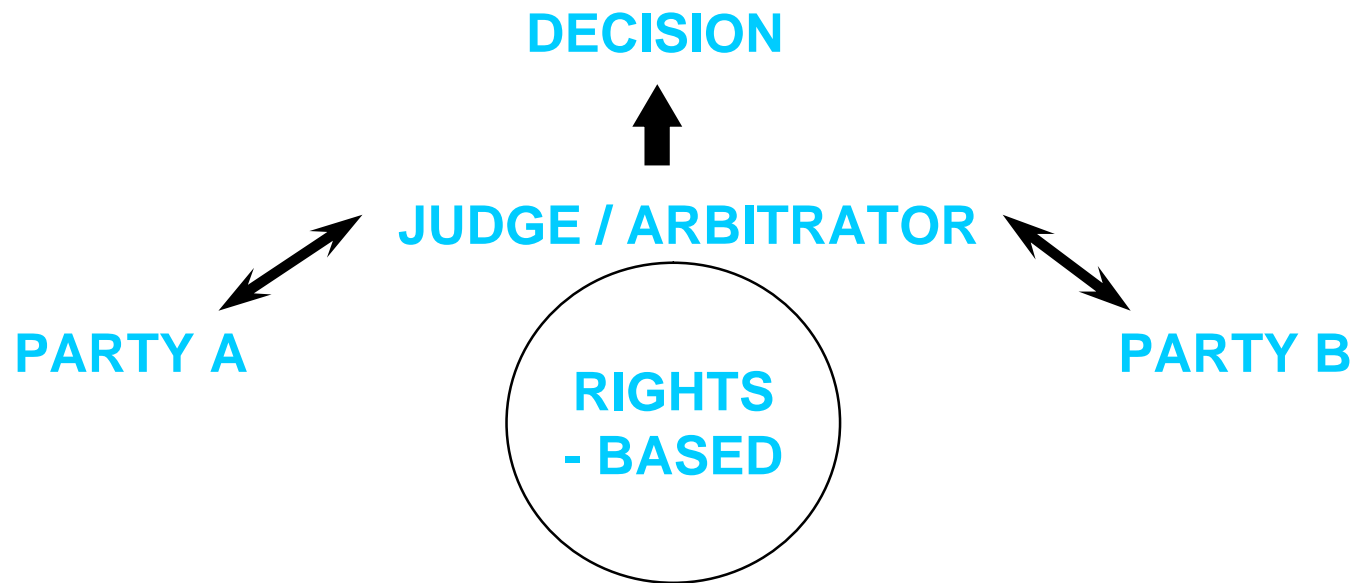 DECISION
JUDGE / ARBITRATOR
PARTY A
PARTY B
RIGHTS
- BASED